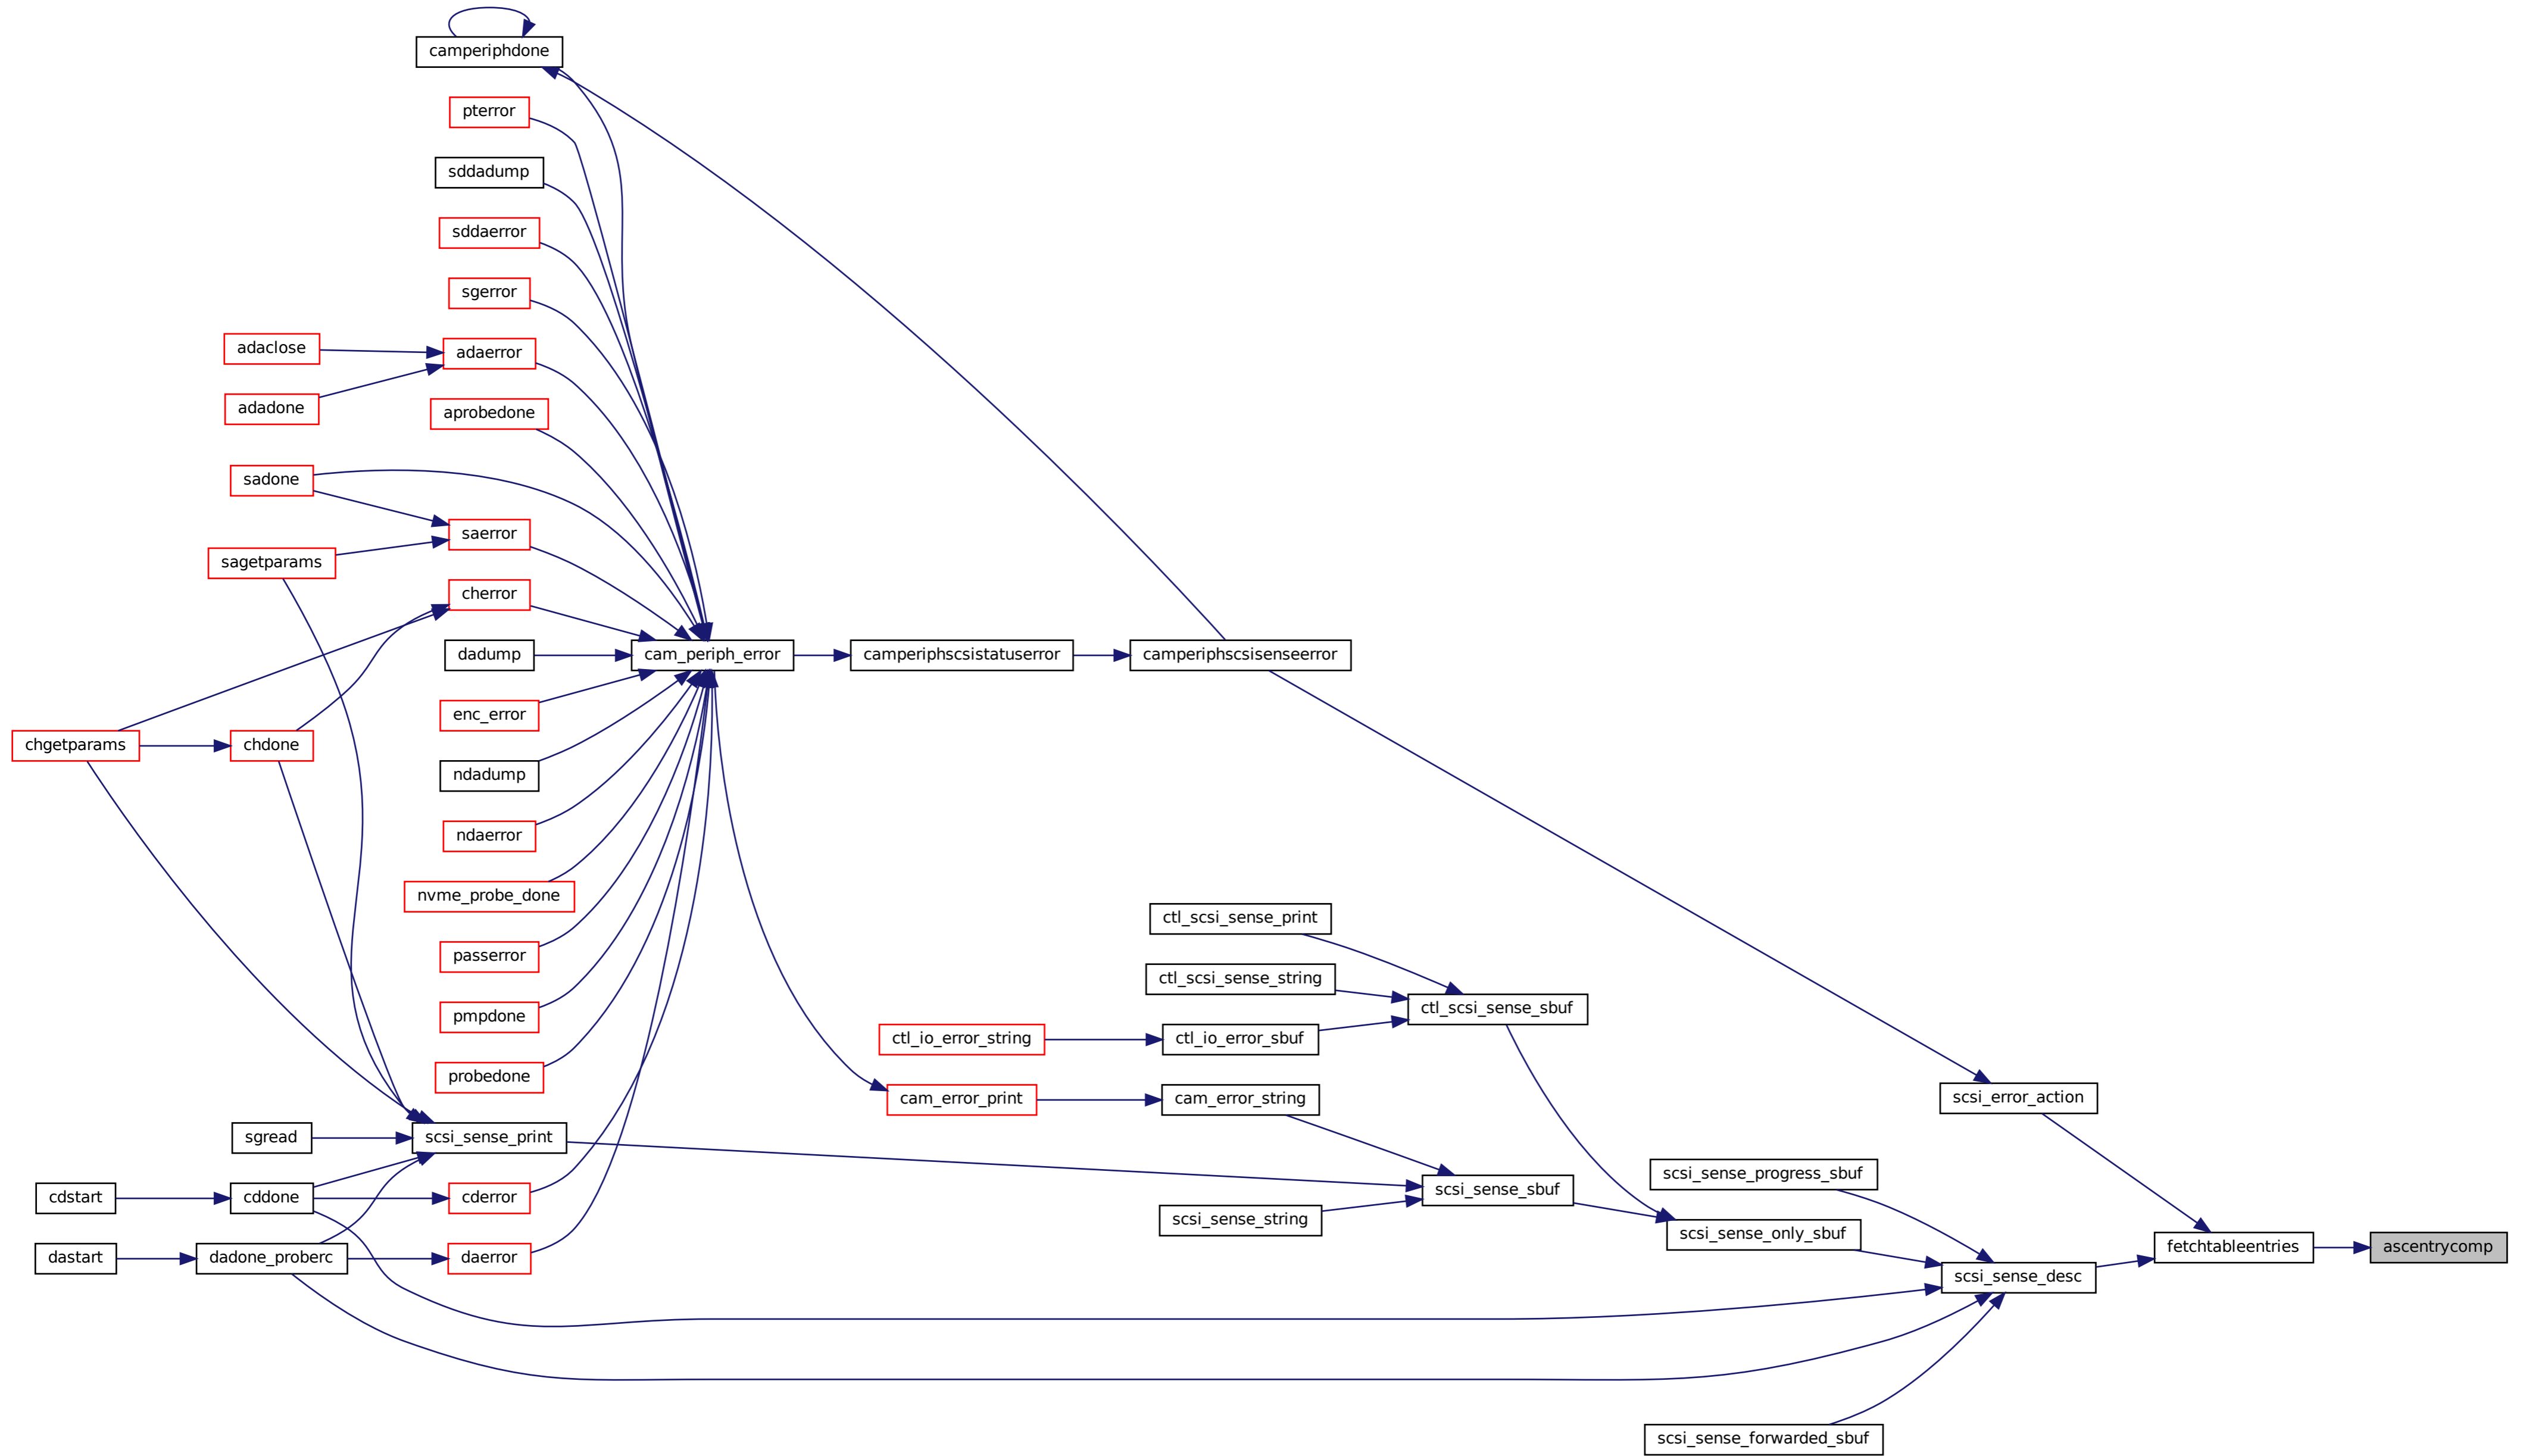 camperiphdone
pterror
sddadump
sddaerror
sgerror
adaclose
adaerror
adadone
aprobedone
sadone
saerror
sagetparams
cherror
dadump
cam_periph_error
camperiphscsistatuserror
camperiphscsisenseerror
enc_error
chgetparams
chdone
ndadump
ndaerror
nvme_probe_done
ctl_scsi_sense_print
passerror
ctl_scsi_sense_string
ctl_scsi_sense_sbuf
pmpdone
ctl_io_error_string
ctl_io_error_sbuf
probedone
cam_error_print
cam_error_string
scsi_error_action
sgread
scsi_sense_print
scsi_sense_progress_sbuf
cdstart
cddone
cderror
scsi_sense_sbuf
scsi_sense_string
scsi_sense_only_sbuf
fetchtableentries
ascentrycomp
dastart
dadone_proberc
daerror
scsi_sense_desc
scsi_sense_forwarded_sbuf